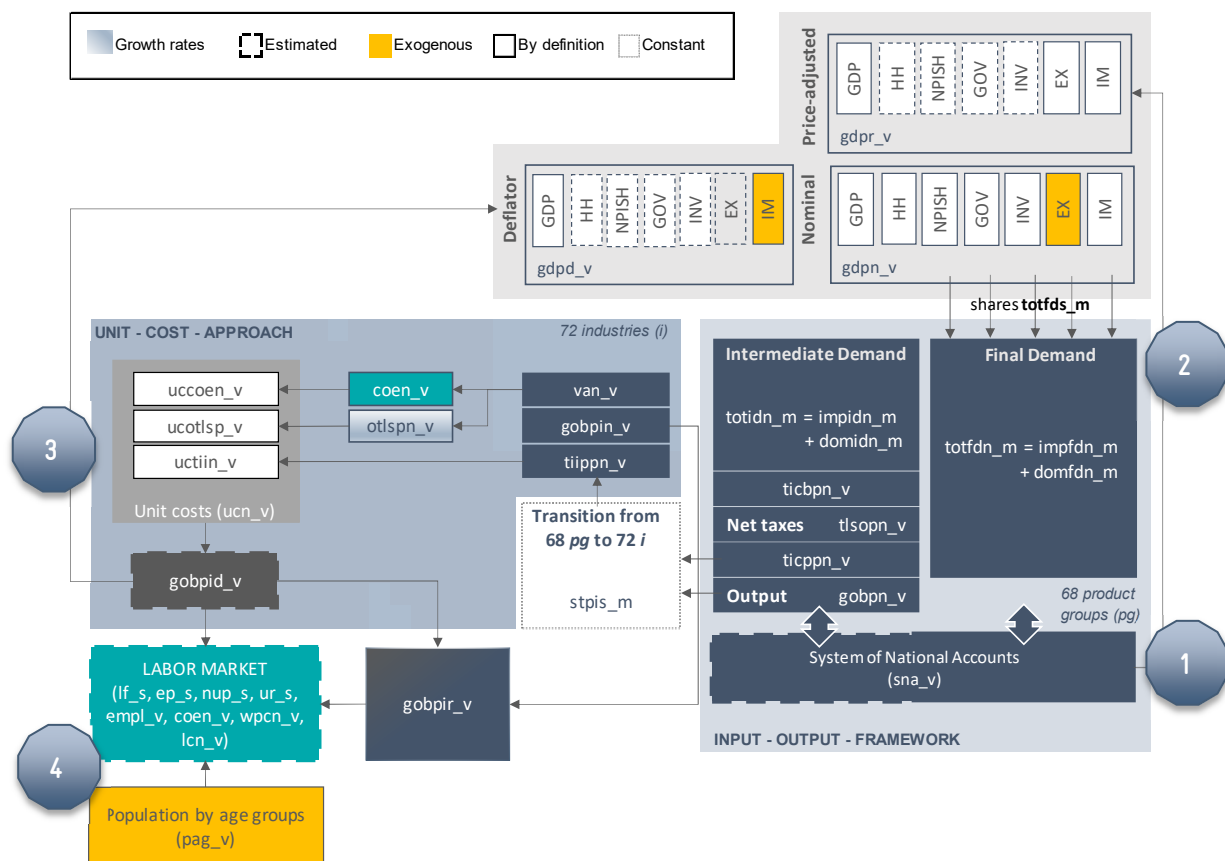 Growth rates
Estimated
Exogenous
By definition
Constant
Price-adjusted
GDP
HH
NPISH
GOV
INV
EX
IM
gdpr_v
Deflator
GDP
HH
NPISH
GOV
INV
EX
IM
gdpd_v
Nominal
GDP
HH
NPISH
GOV
INV
EX
IM
gdpn_v
shares totfds_m
UNIT - COST - APPROACH
72 industries (i)
uccoen_v
coen_v
van_v
ucotlsp_v
otlspn_v
gobpin_v
uctiin_v
tiippn_v
Unit costs (ucn_v)
gobpid_v
Transition from
68 pg to 72 i
stpis_m
Intermediate Demand
totidn_m = impidn_m
+ domidn_m
ticbpn_v
Net taxes tlsopn_v
ticppn_v
Output gobpn_v
Final Demand
totfdn_m = impfdn_m
+ domfdn_m
68 product
groups (pg)
System of National Accounts
(sna_v)
INPUT - OUTPUT - FRAMEWORK
LABOR MARKET
(lf_s, ep_s, nup_s, ur_s,
empl_v, coen_v, wpcn_v,
lcn_v)
gobpir_v
Population by age groups
(pag_v)
1
2
3
4